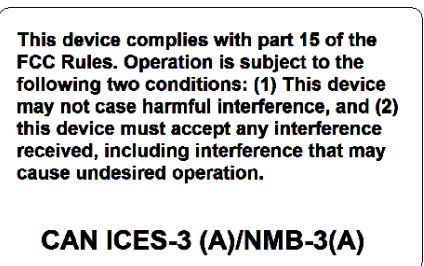 This device complies with part 15 of the
FCC Rules. Operation is subject to the
following two conditions: (1) This device
may not case harmful interference, and (2)
this device must accept any interference
received, including interference that may
cause undesired operation.
CAN ICES-3 (A)/NMB-3(A)